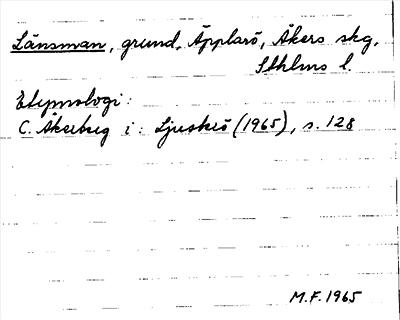 Länsman, grund, Äpplarö, Åkers skg,
Sthlms l.
Etymologi:
C. Åkerberg i: Ljusterö (1965), s. 128
M.F. 1965